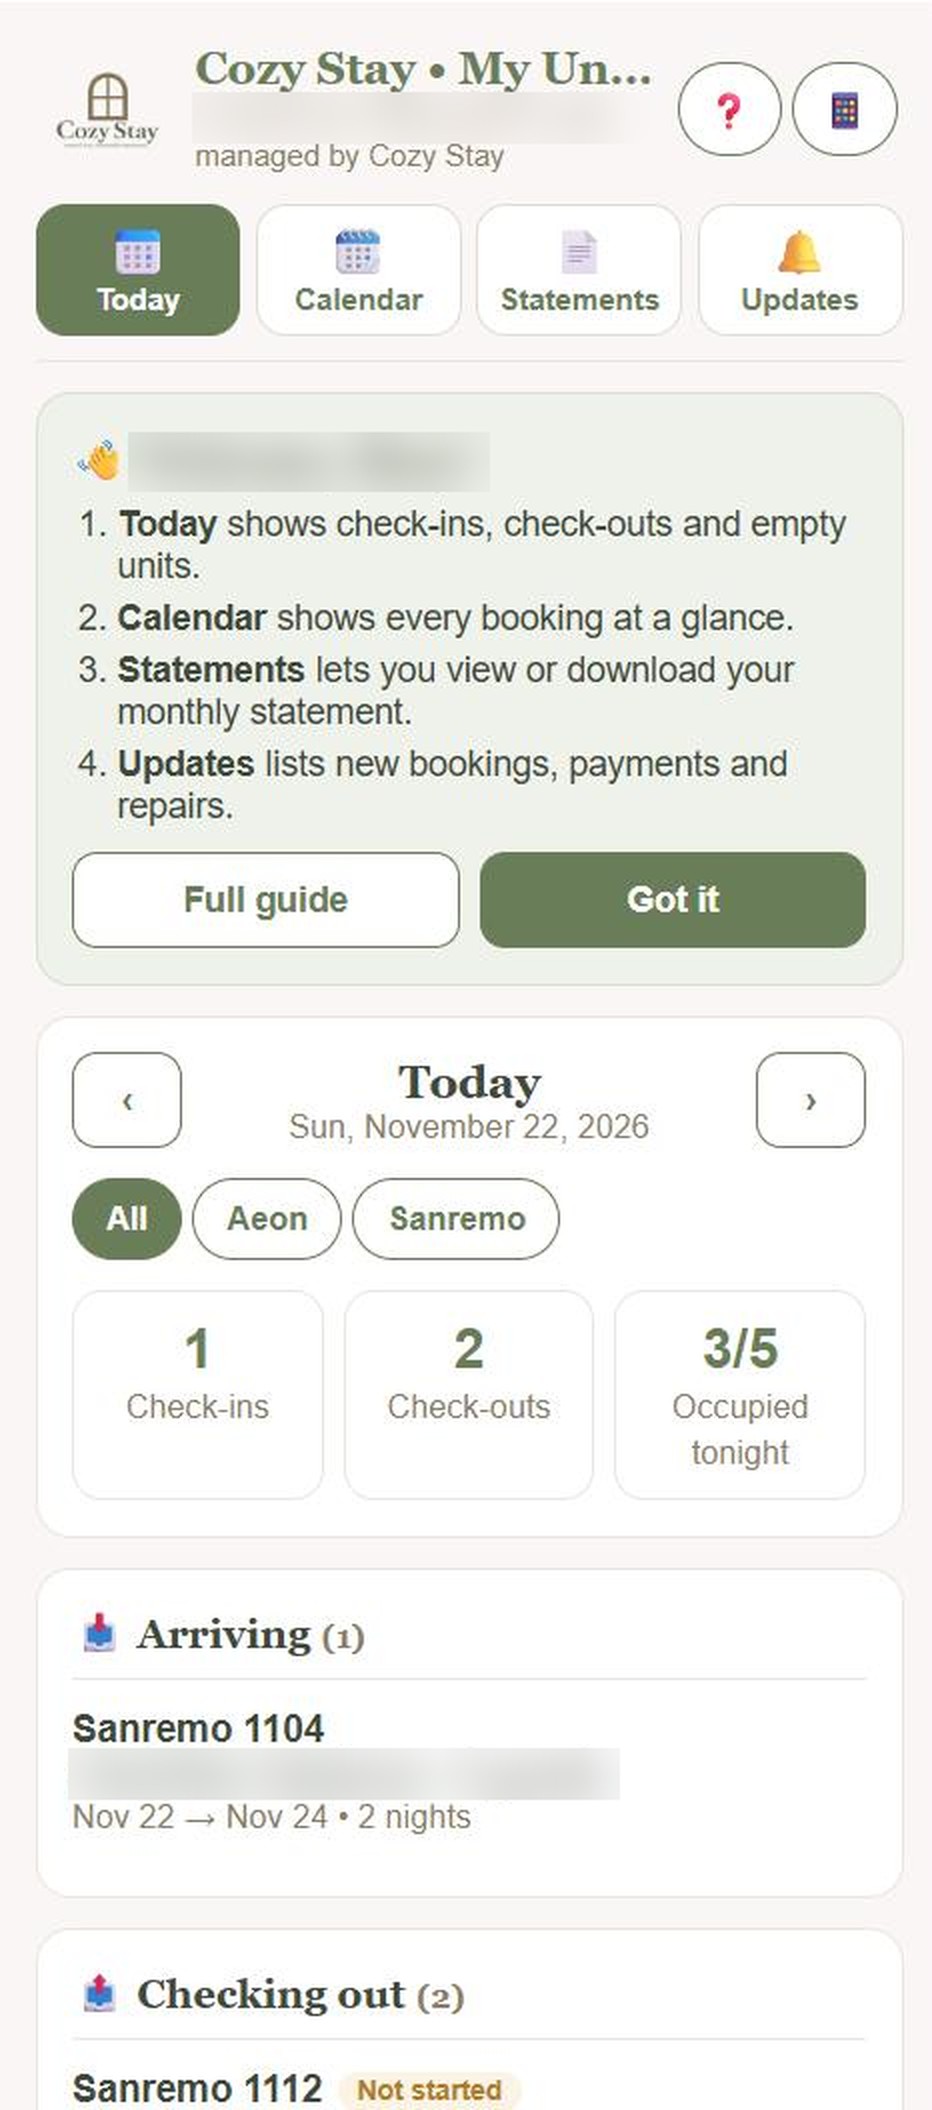 Cozy Stay • My Un...
Cozy Stay
managed by Cozy Stay
Today
Calendar
Statements
Updates
1. Today shows check-ins, check-outs and empty
units.
2. Calendar shows every booking at a glance.
3. Statements lets you view or download your
monthly statement.
4. Updates lists new bookings, payments and
repairs.
Full guide
Got it
‹
Today
›
Sun, November 22, 2026
All
Aeon
Sanremo
1
Check-ins
2
Check-outs
3/5
Occupied
tonight
Arriving (1)
Sanremo 1104
Nov 22 → Nov 24 • 2 nights
Checking out (2)
Sanremo 1112 Not started